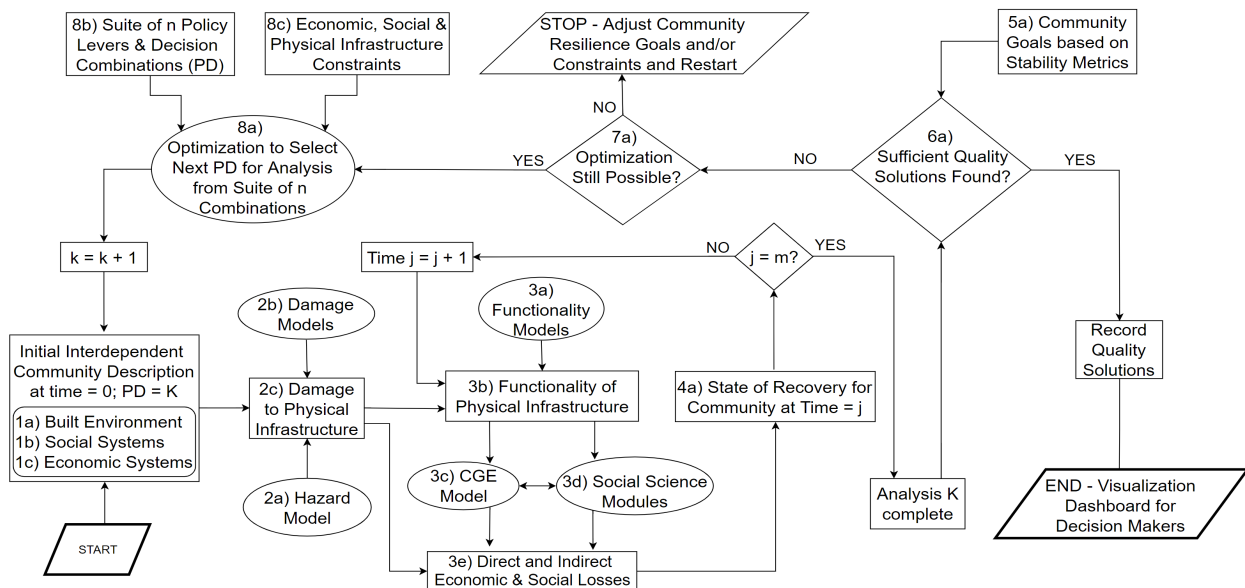 8b) Suite of n Policy
Levers & Decision
Combinations (PD)
8c) Economic, Social &
Physical Infrastructure
Constraints
STOP - Adjust Community
Resilience Goals and/or
Constraints and Restart
5a) Community
Goals based on
Stability Metrics
8a)
Optimization to Select
Next PD for Analysis
from Suite of n
Combinations
YES
NO
7a)
Optimization
Still Possible?
NO
6a)
Sufficient Quality
Solutions Found?
YES
k = k + 1
Time j = j + 1
NO
j = m?
YES
2b) Damage
Models
3a)
Functionality
Models
Initial Interdependent
Community Description
at time = 0; PD = K
1a) Built Environment
1b) Social Systems
1c) Economic Systems
2c) Damage
to Physical
Infrastructure
3b) Functionality of
Physical Infrastructure
4a) State of Recovery for
Community at Time = j
Record
Quality
Solutions
2a) Hazard
Model
3c) CGE
Model
3d) Social Science
Modules
Analysis K
complete
END - Visualization
Dashboard for
Decision Makers
START
3e) Direct and Indirect
Economic & Social Losses